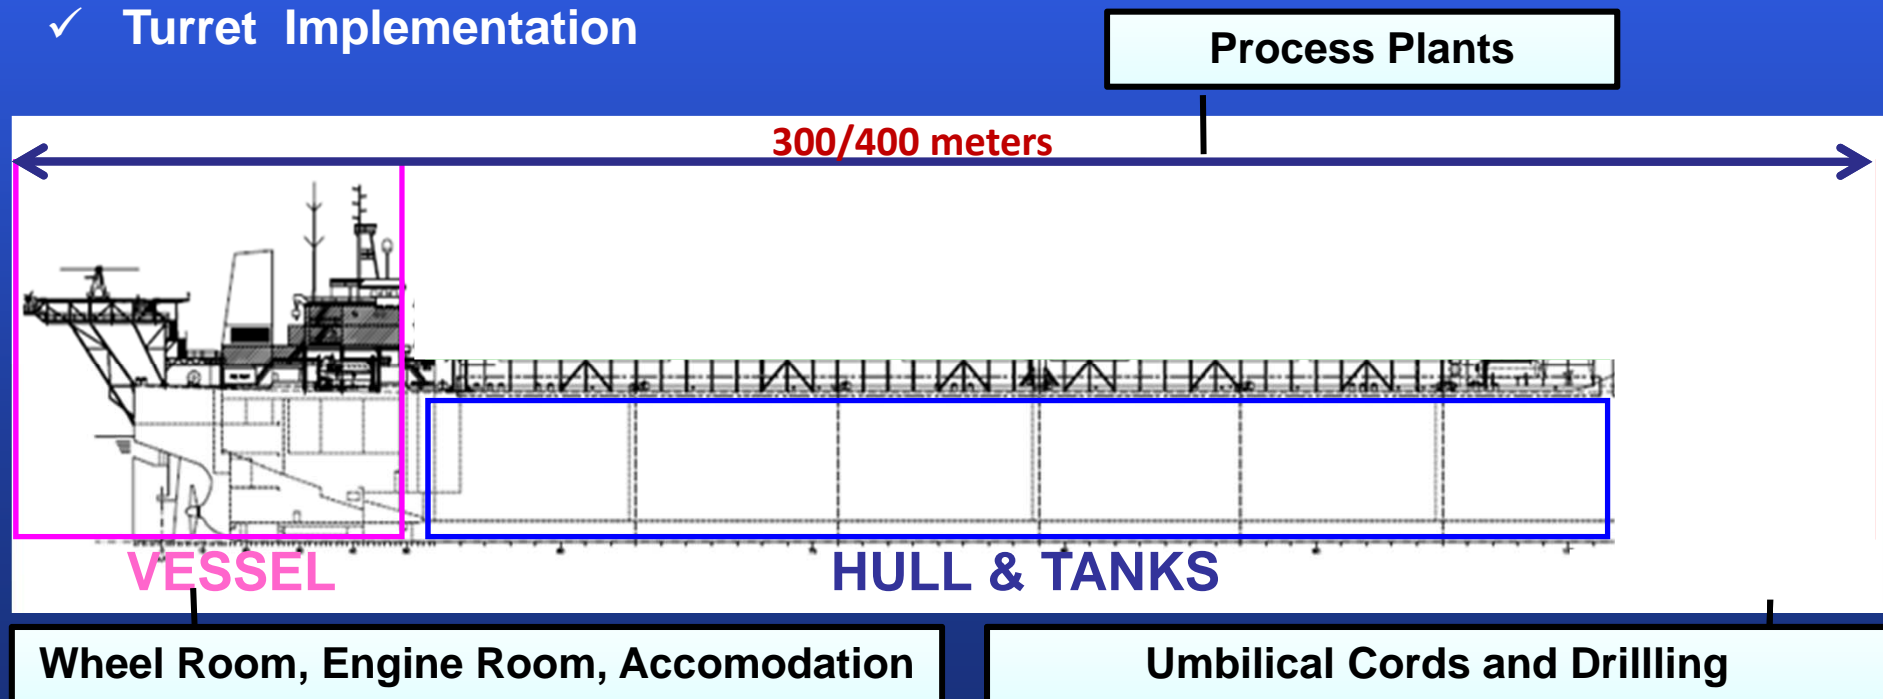 ✓ Turret Implementation
Process Plants
300/400 meters
VESSEL
HULL & TANKS
Wheel Room, Engine Room, Accomodation
Umbilical Cords and Drillling